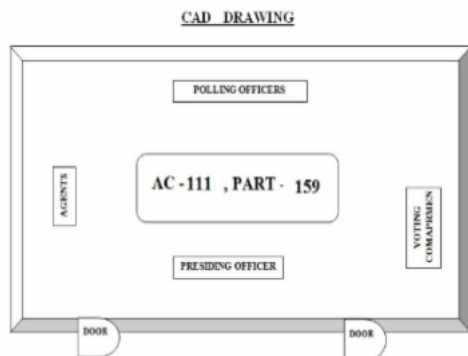 CAD DRAWING
POLLING OFFICERS
AGENTS
AC -111 , PART - 159
VOTING
COMAPRMEN
PRESIDING OFFICER
DOOR
DOOR